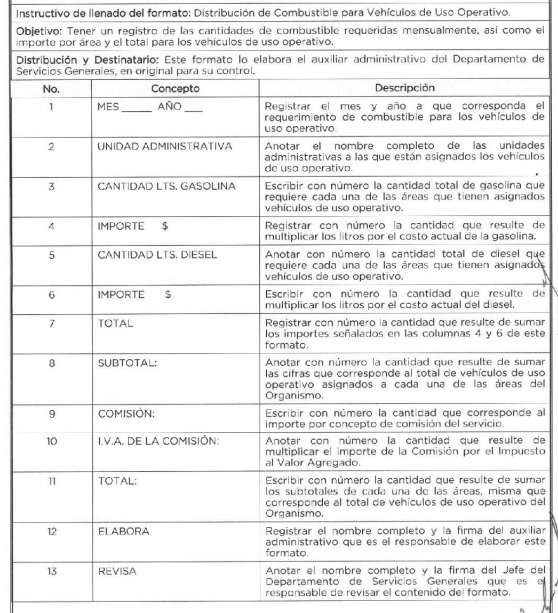 Instructivo de llenado del formato: Distribución de Combustible para Vehículos de Uso Operativo.
Objetivo: Tener un registro de las cantidades de combustible requeridas mensualmente, así como el
importe por área y el total para los vehículos de uso operativo.
Distribución y Destinatario: Este formato lo elabora el auxiliar administrativo del Departamento de
Servicios Generales, en original para su control.
No. Concepto Descripción
1 MES _____ AÑO ___ Registrar el mes y año a que corresponda el
requerimiento de combustible para los vehículos de
uso operativo.
2 UNIDAD ADMINISTRATIVA Anotar el nombre completo de las unidades
administrativas a las que están asignados los vehículos
de uso operativo.
3 CANTIDAD LTS. GASOLINA Escribir con número la cantidad total de gasolina que
requiere cada una de las áreas que tienen asignados
vehículos de uso operativo.
4 IMPORTE $ Registrar con número la cantidad que resulte de
multiplicar los litros por el costo actual de la gasolina.
5 CANTIDAD LTS. DIESEL Anotar con número la cantidad total de diesel que
requiere cada una de las áreas que tienen asignados
vehículos de uso operativo.
6 IMPORTE $ Escribir con número la cantidad que resulte de
multiplicar los litros por el costo actual del diesel.
7 TOTAL Registrar con número la cantidad que resulte de sumar
los importes señalados en las columnas 4 y 6 de este
formato.
8 SUBTOTAL: Anotar con número la cantidad que resulte de sumar
las cifras que corresponde al total de vehículos de uso
operativo asignados a cada una de las áreas del
Organismo.
9 COMISIÓN: Escribir con número la cantidad que corresponde al
importe por concepto de comisión del servicio.
10 I.V.A. DE LA COMISIÓN: Anotar con número la cantidad que resulte de
multiplicar el importe de la Comisión por el Impuesto
al Valor Agregado.
11 TOTAL: Escribir con número la cantidad que resulte de sumar
los subtotales de cada una de las áreas, misma que
corresponde al total de vehículos de uso operativo del
Organismo.
12 ELABORA Registrar el nombre completo y la firma del auxiliar
administrativo que es el responsable de elaborar este
formato.
13 REVISA Anotar el nombre completo y la firma del Jefe del
Departamento de Servicios Generales que es el
responsable de revisar el contenido del formato.